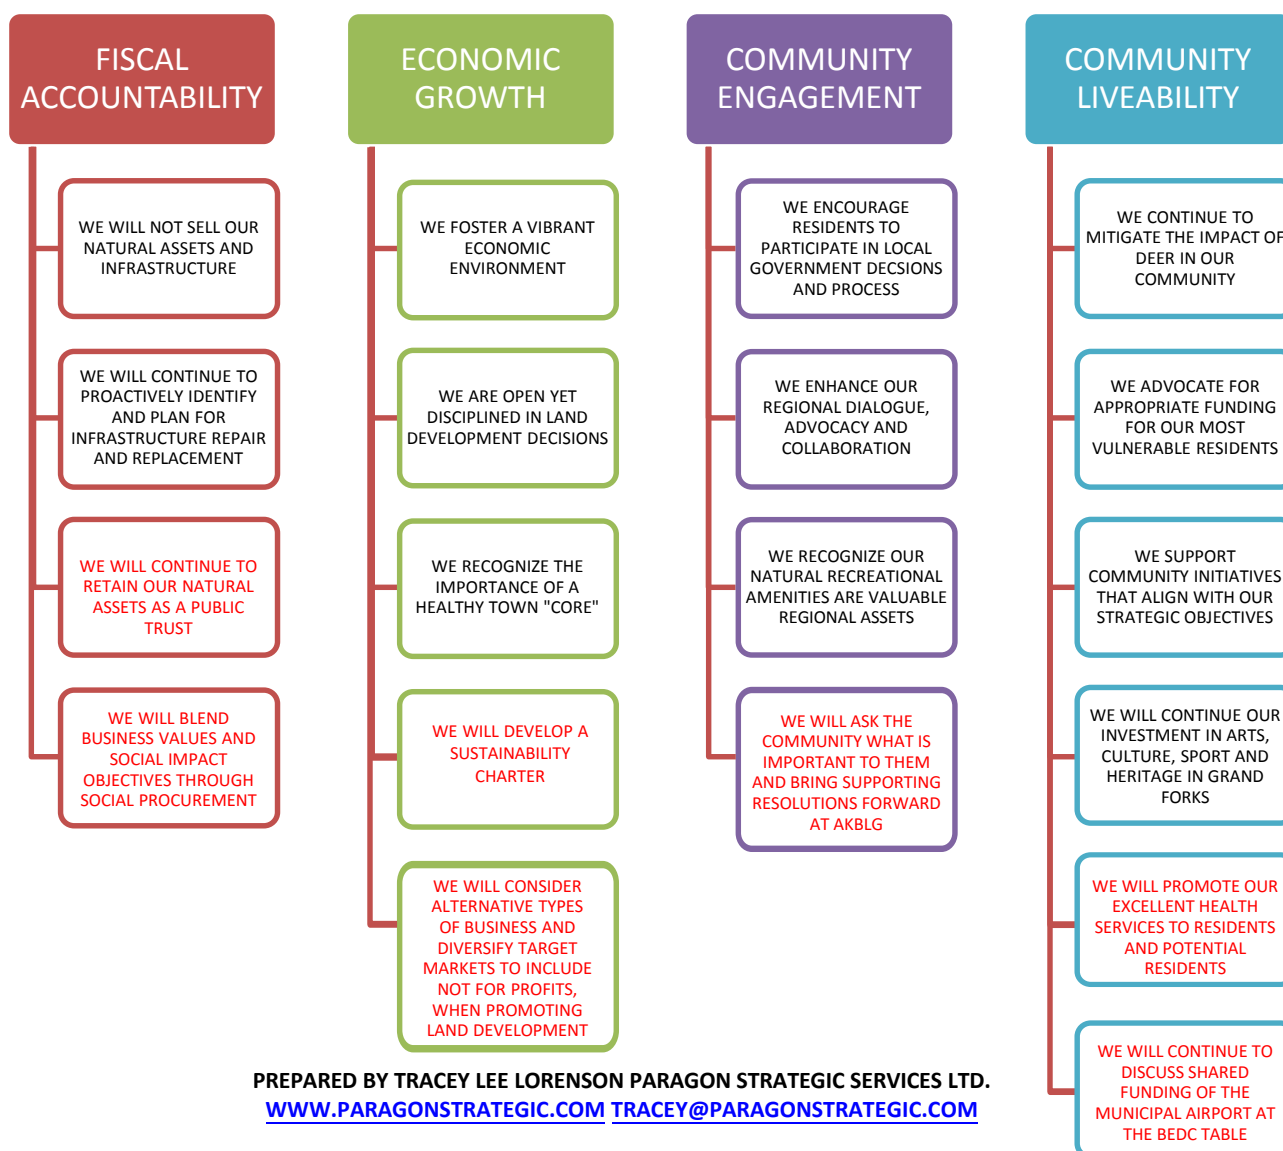 FISCAL
ACCOUNTABILITY
WE WILL NOT SELL OUR
NATURAL ASSETS AND
INFRASTRUCTURE
WE WILL CONTINUE TO
PROACTIVELY IDENTIFY
AND PLAN FOR
INFRASTRUCTURE REPAIR
AND REPLACEMENT
WE WILL CONTINUE TO
RETAIN OUR NATURAL
ASSETS AS A PUBLIC
TRUST
WE WILL BLEND
BUSINESS VALUES AND
SOCIAL IMPACT
OBJECTIVES THROUGH
SOCIAL PROCUREMENT
ECONOMIC
GROWTH
WE FOSTER A VIBRANT
ECONOMIC
ENVIRONMENT
WE ARE OPEN YET
DISCIPLINED IN LAND
DEVELOPMENT DECISIONS
WE RECOGNIZE THE
IMPORTANCE OF A
HEALTHY TOWN "CORE"
WE WILL DEVELOP A
SUSTAINABILITY
CHARTER
WE WILL CONSIDER
ALTERNATIVE TYPES
OF BUSINESS AND
DIVERSIFY TARGET
MARKETS TO INCLUDE
NOT FOR PROFITS,
WHEN PROMOTING
LAND DEVELOPMENT
COMMUNITY
ENGAGEMENT
WE ENCOURAGE
RESIDENTS TO
PARTICIPATE IN LOCAL
GOVERNMENT DECSIONS
AND PROCESS
WE ENHANCE OUR
REGIONAL DIALOGUE,
ADVOCACY AND
COLLABORATION
WE RECOGNIZE OUR
NATURAL RECREATIONAL
AMENITIES ARE VALUABLE
REGIONAL ASSETS
WE WILL ASK THE
COMMUNITY WHAT IS
IMPORTANT TO THEM
AND BRING SUPPORTING
RESOLUTIONS FORWARD
AT AKBLG
COMMUNITY
LIVEABILITY
WE CONTINUE TO
MITIGATE THE IMPACT OF
DEER IN OUR
COMMUNITY
WE ADVOCATE FOR
APPROPRIATE FUNDING
FOR OUR MOST
VULNERABLE RESIDENTS
WE SUPPORT
COMMUNITY INITIATIVES
THAT ALIGN WITH OUR
STRATEGIC OBJECTIVES
WE WILL CONTINUE OUR
INVESTMENT IN ARTS,
CULTURE, SPORT AND
HERITAGE IN GRAND
FORKS
WE WILL PROMOTE OUR
EXCELLENT HEALTH
SERVICES TO RESIDENTS
AND POTENTIAL
RESIDENTS
WE WILL CONTINUE TO
DISCUSS SHARED
FUNDING OF THE
MUNICIPAL AIRPORT AT
THE BEDC TABLE
PREPARED BY TRACEY LEE LORENSON PARAGON STRATEGIC SERVICES LTD.
WWW.PARAGONSTRATEGIC.COM TRACEY@PARAGONSTRATEGIC.COM